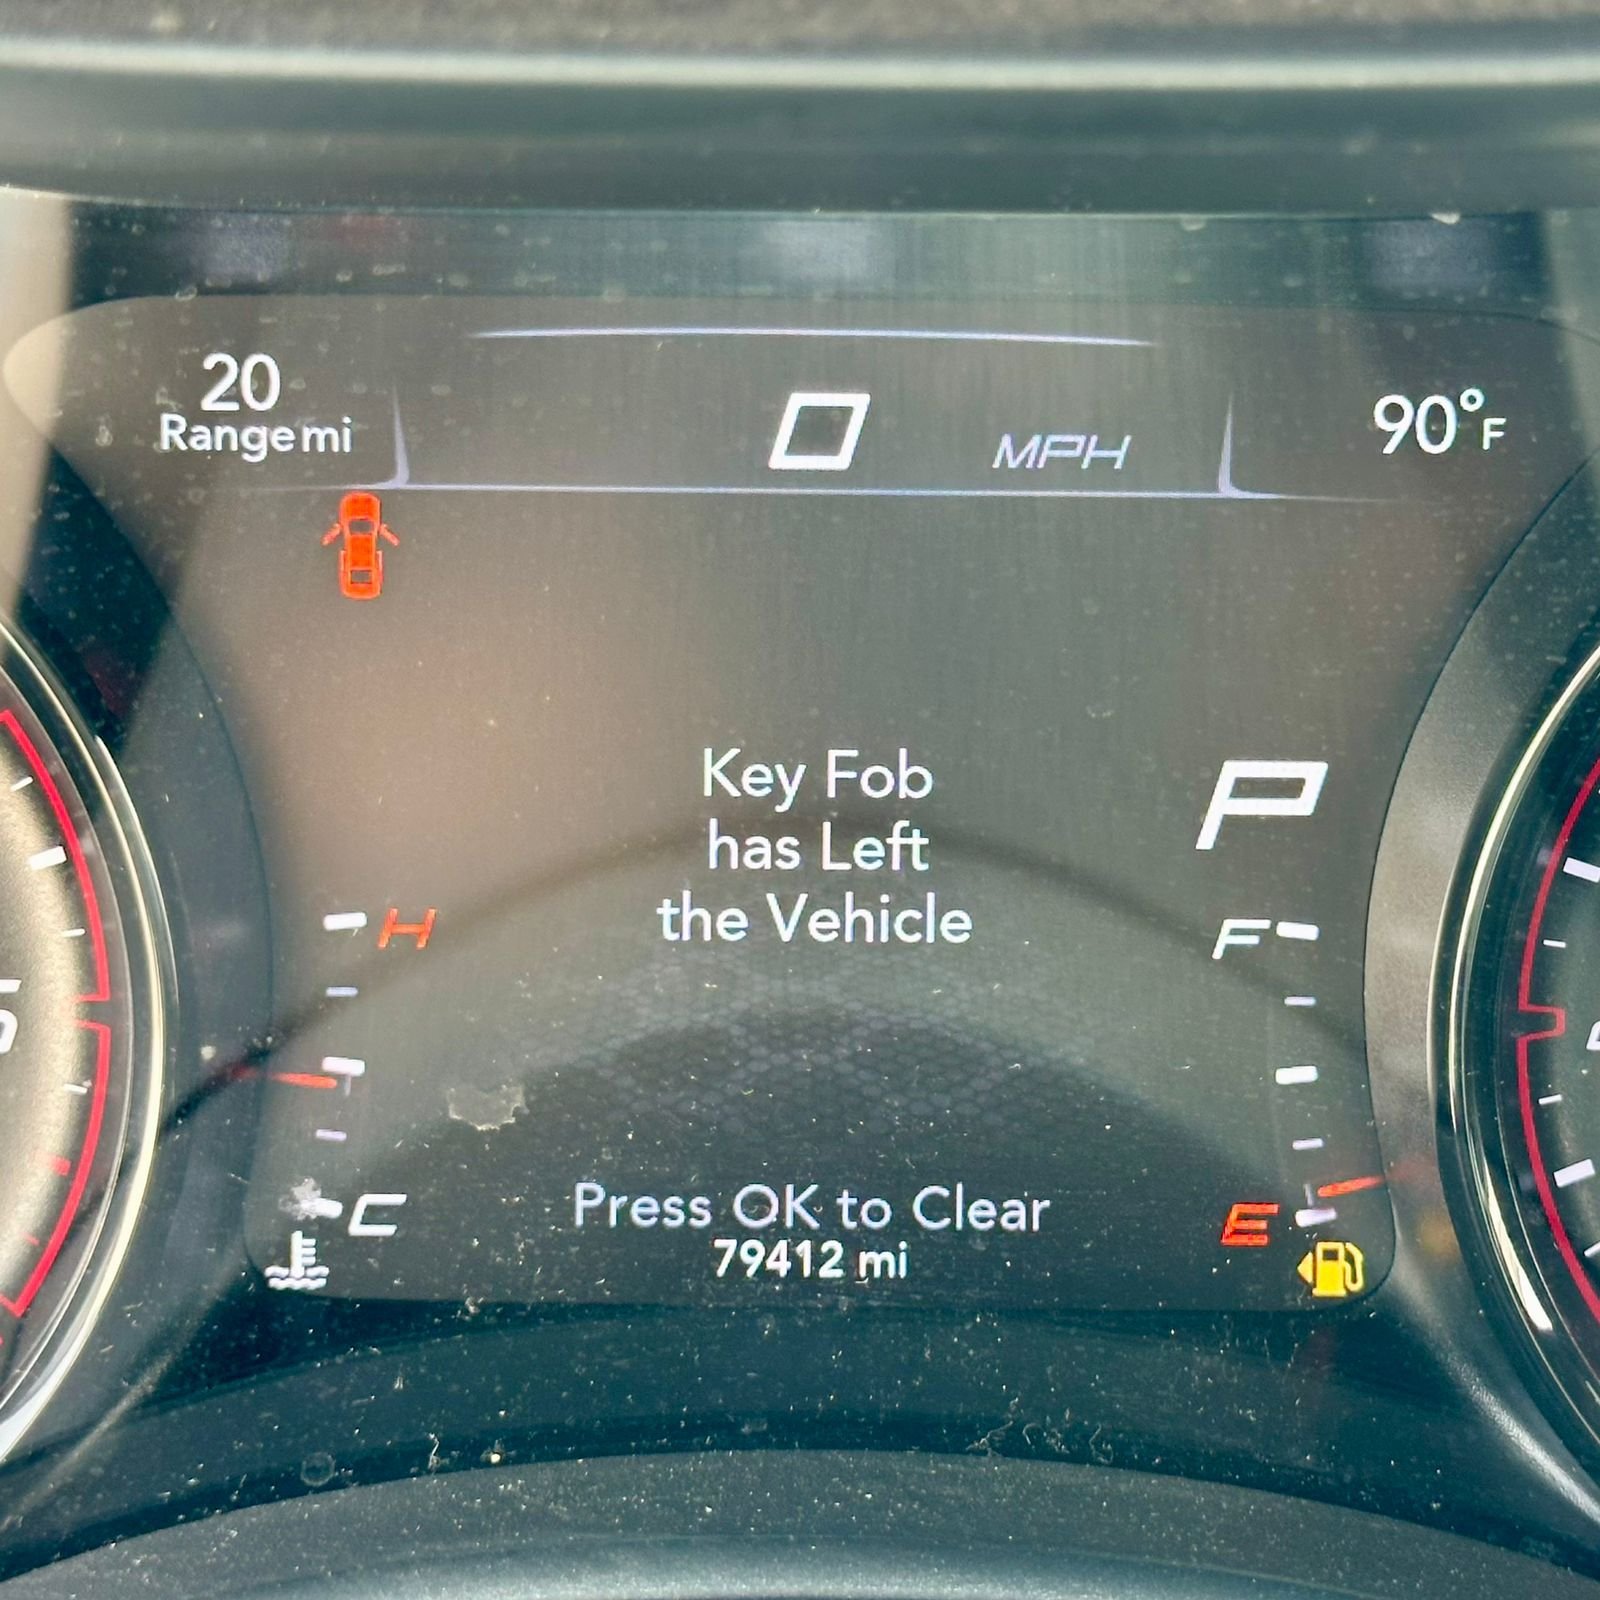 20
Range mi
0 MPH
90°F
Key Fob
has Left
the Vehicle
P
H
F
C
E
Press OK to Clear
79412 mi